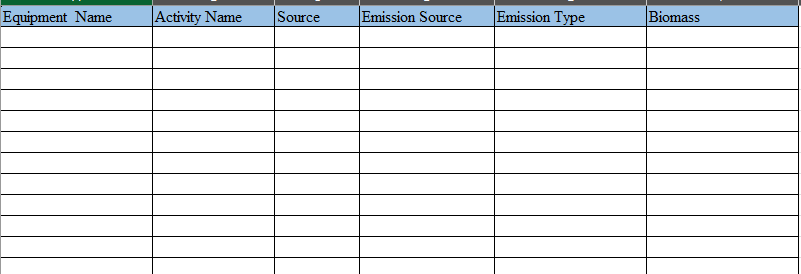 Equipment  Name
Activity Name
Source
Emission Source
Emission Type
Biomass